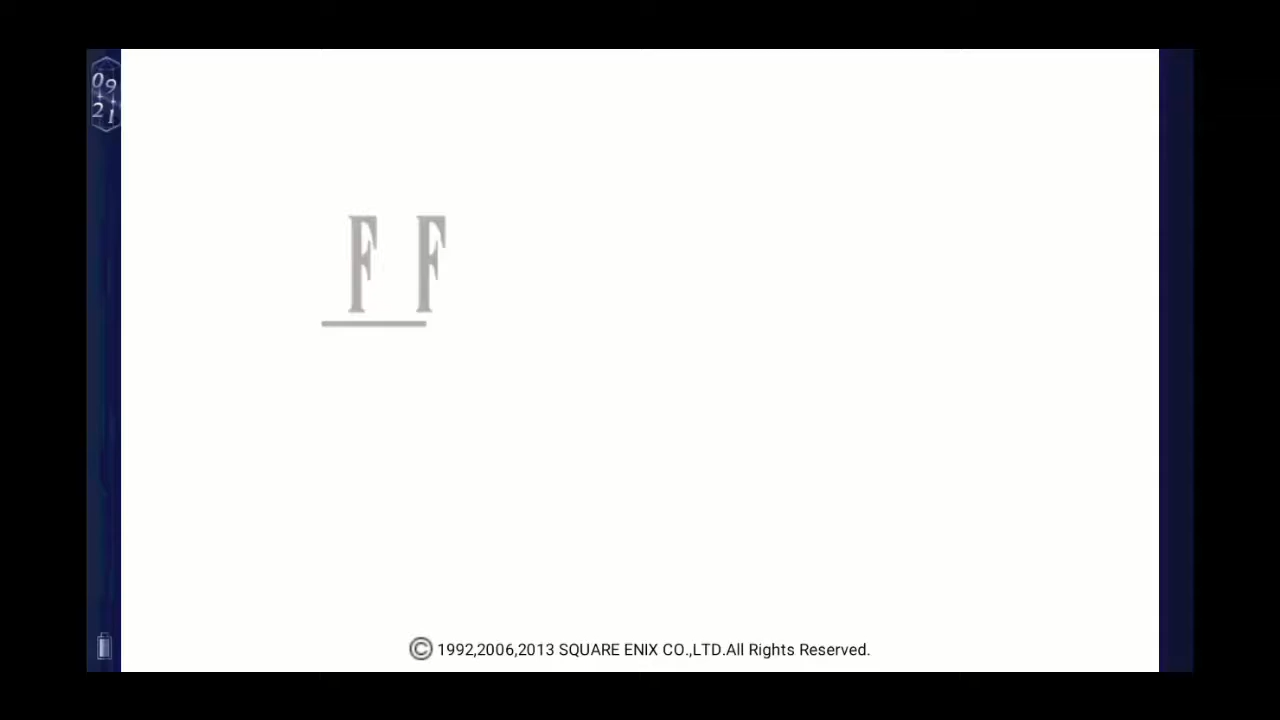 09
21
F F
© 1992,2006,2013 SQUARE ENIX CO.,LTD.All Rights Reserved.